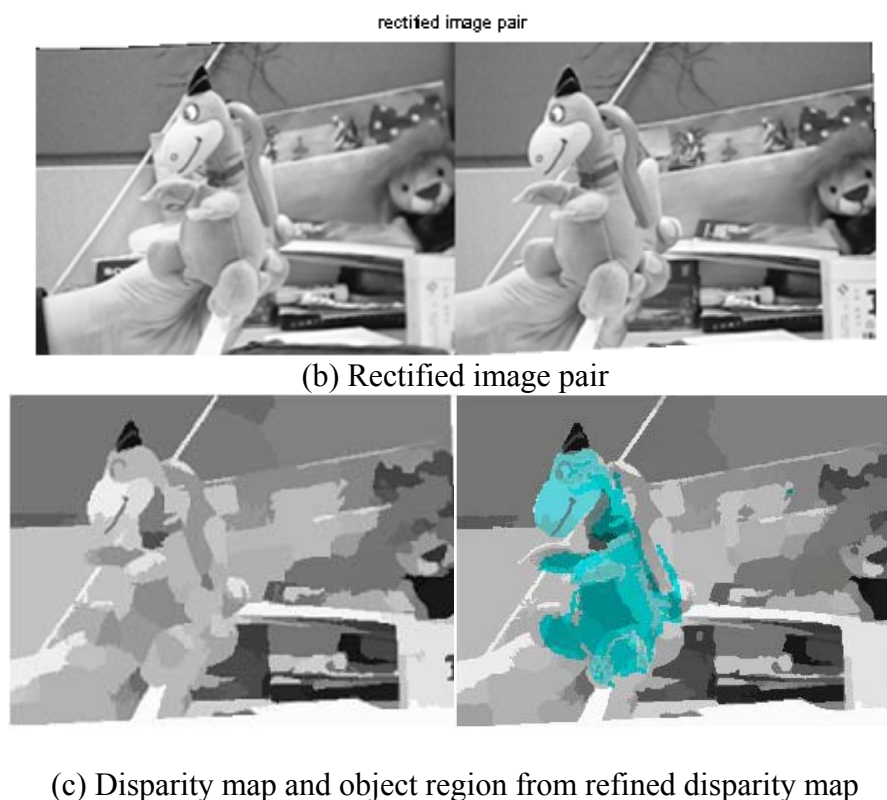 rectified image pair
(b) Rectified image pair
(c) Disparity map and object region from refined disparity map